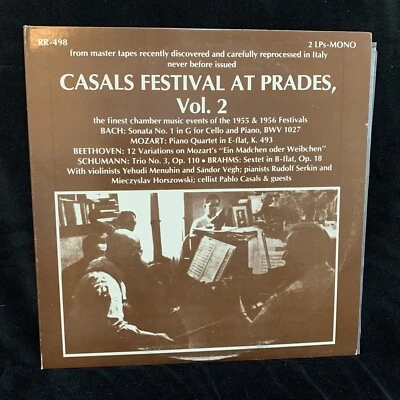 RR-498
2 LPs-MONO
from master tapes recently discovered and carefully reprocessed in Italy
never before issued
CASALS FESTIVAL AT PRADES,
Vol. 2
the finest chamber music events of the 1955 & 1956 Festivals
BACH: Sonata No. 1 in G for Cello and Piano, BWV 1027
MOZART: Piano Quartet in E-flat, K. 493
BEETHOVEN: 12 Variations on Mozart's "Ein Mädchen oder Weibchen"
SCHUMANN: Trio No. 3, Op. 110 • BRAHMS: Sextet in B-flat, Op. 18
With violinists Yehudi Menuhin and Sándor Végh; pianists Rudolf Serkin and
Mieczyslav Horszowski; cellist Pablo Casals & guests